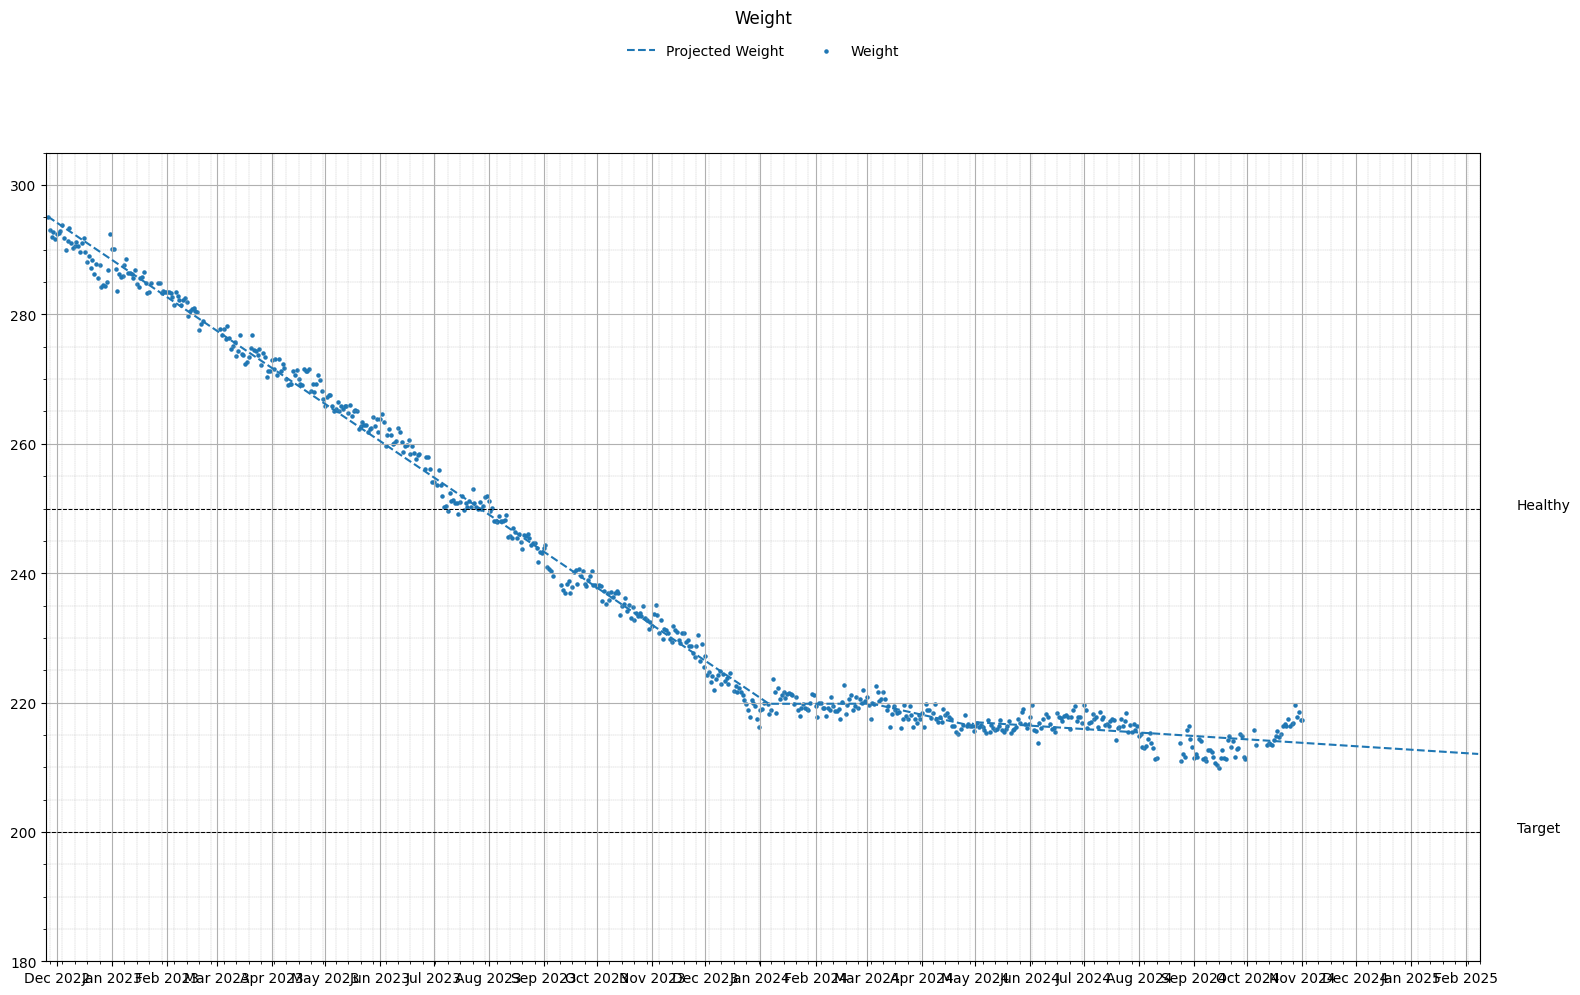 Weight
Projected Weight Weight
300
280
260
Healthy
240
220
Target
200
180
Dec 2022 Jan 2023 Feb 2023 Mar 2023 Apr 2023 May 2023 Jun 2023 Jul 2023 Aug 2023 Sep 2023 Oct 2023 Nov 2023 Dec 2023 Jan 2024 Feb 2024 Mar 2024 Apr 2024 May 2024 Jun 2024 Jul 2024 Aug 2024 Sep 2024 Oct 2024 Nov 2024 Dec 2024 Jan 2025 Feb 2025